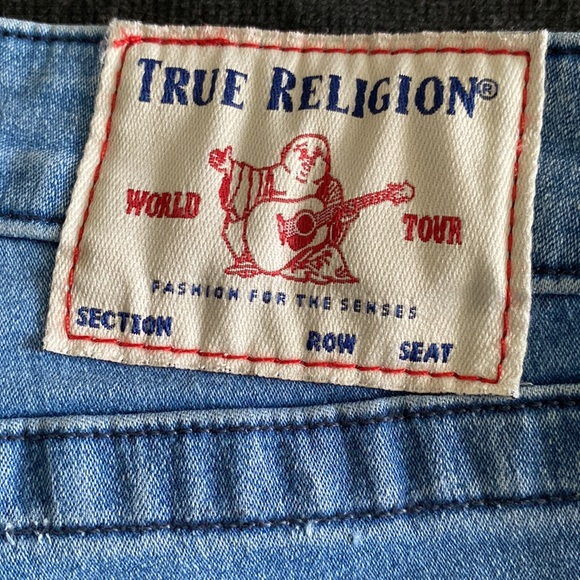 TRUE RELIGION®
WORLD TOUR
FASHION FOR THE SENSES
SECTION ROW SEAT